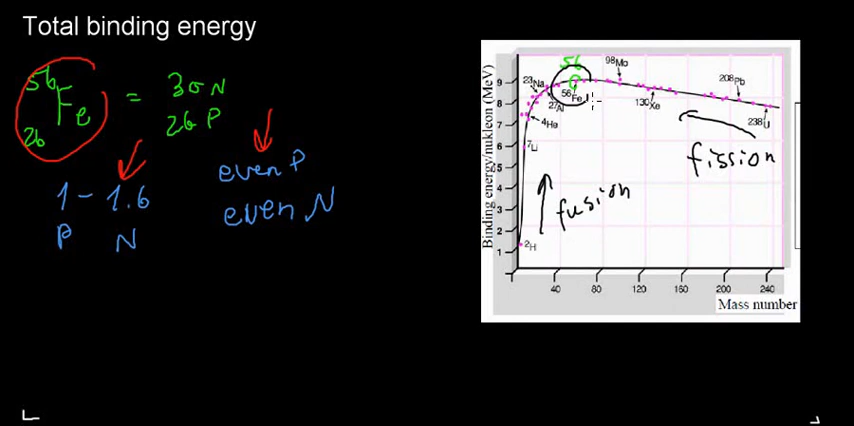 Total binding energy
56
26 Fe = 30 N
26 P
1 - 1.6
P N
even P
even N
Binding energy/nukleon (MeV)
9
8
7
6
5
4
3
2
1
56
98Mo
23Na
56Fe
27Al
130Xe
208Pb
238U
4He
7Li
2H
fission
fusion
40 80 120 160 200 240
Mass number